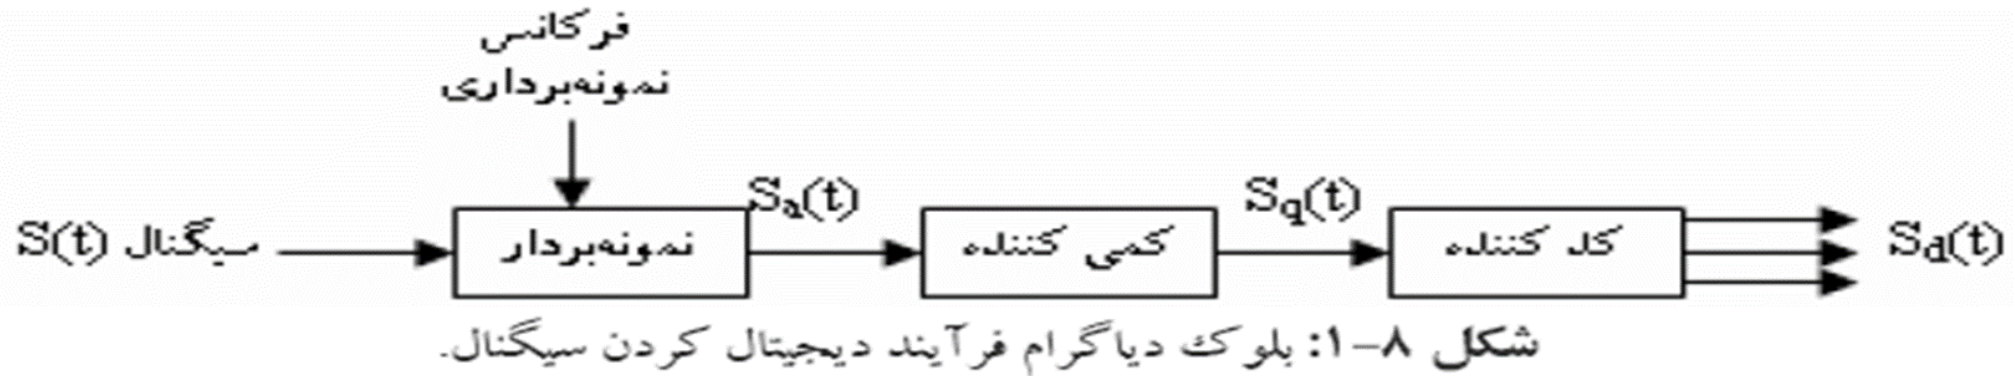 فرکانس
نمونه‌برداری
S(t) سیگنال
نمونه‌بردار
Sa(t)
کمی کننده
Sq(t)
کد کننده
Sd(t)
شکل ۸–۱: بلوک دیاگرام فرآیند دیجیتال کردن سیگنال.